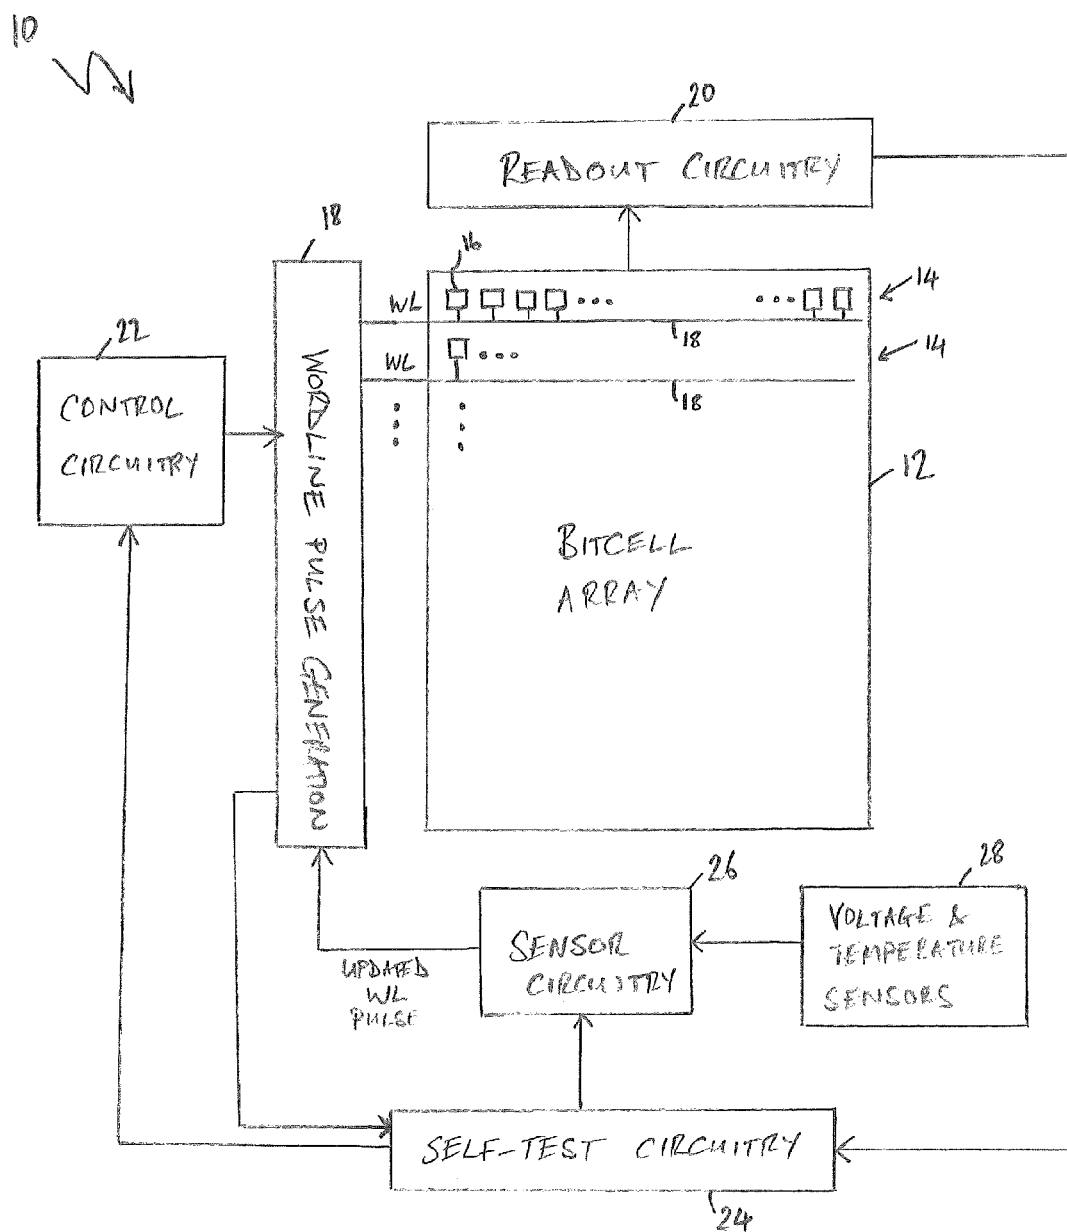 10
20
READOUT CIRCUITRY
18
16
WL
14
18
22
WL
14
18
CONTROL
CIRCUITRY
WORDLINE PULSE GENERATION
12
BITCELL
ARRAY
26
28
SENSOR
CIRCUITRY
VOLTAGE &
TEMPERATURE
SENSORS
UPDATED
WL
PULSE
SELF-TEST CIRCUITRY
24